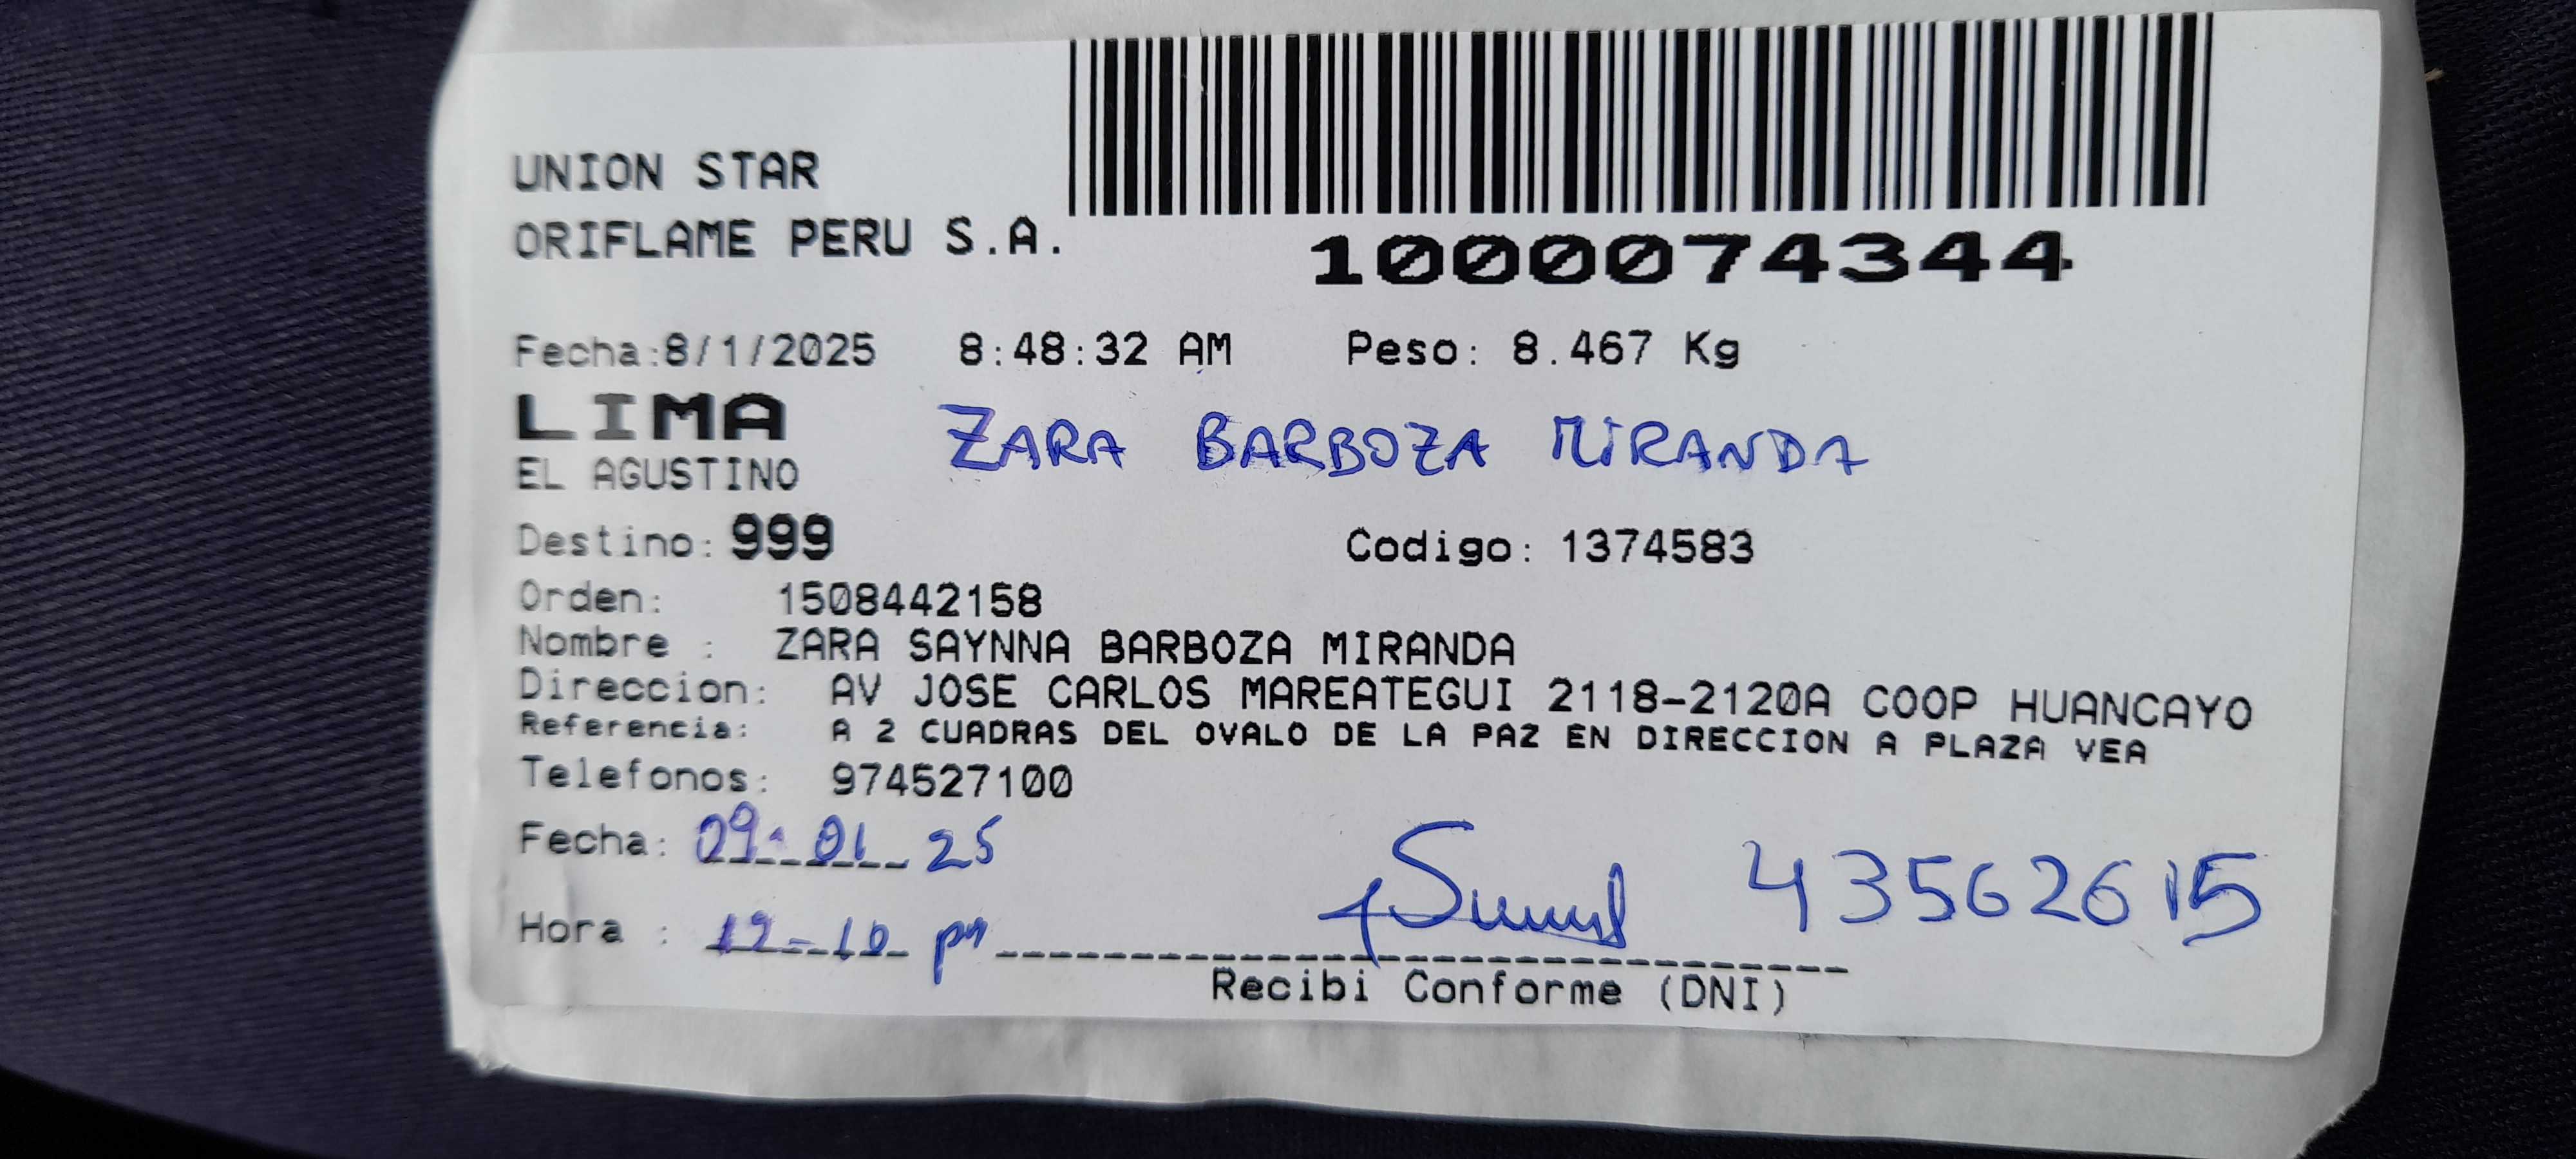 UNION STAR
ORIFLAME PERU S.A.
1000074344
Fecha:8/1/2025 8:48:32 AM Peso: 8.467 Kg
LIMA
ZARA BARBOZA MIRANDA
EL AGUSTINO
Destino: 999 Codigo: 1374583
Orden: 1508442158
Nombre : ZARA SAYNNA BARBOZA MIRANDA
Direccion: AV JOSE CARLOS MAREATEGUI 2118-2120A COOP HUANCAYO
Referencia: A 2 CUADRAS DEL OVALO DE LA PAZ EN DIRECCION A PLAZA VEA
Telefonos: 974527100
Fecha: 09-01 25
43562615
Hora : 12-10 pm
Recibi Conforme (DNI)